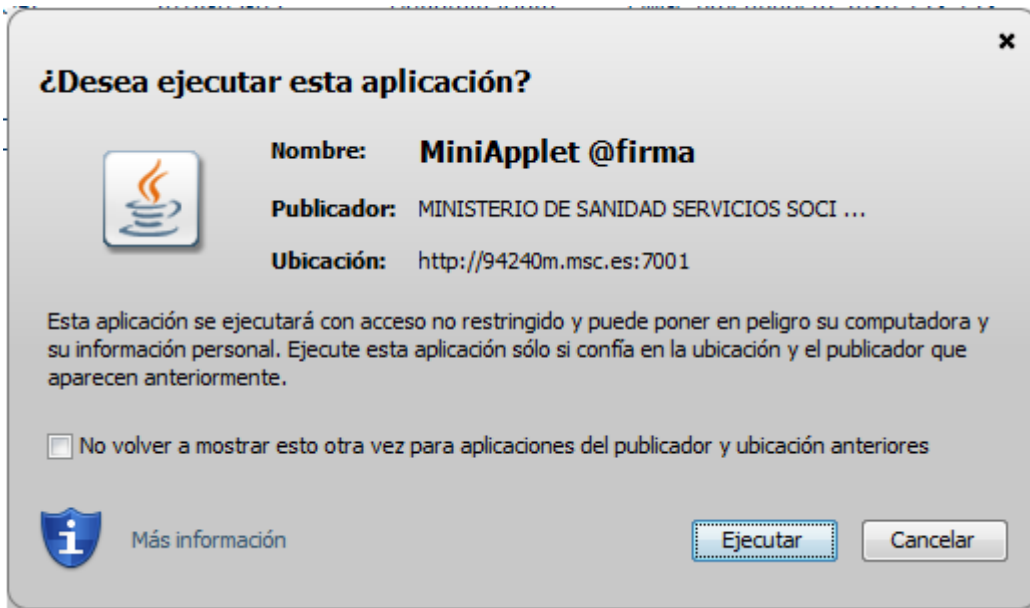 ¿Desea ejecutar esta aplicación?
Nombre: MiniApplet @firma
Publicador: MINISTERIO DE SANIDAD SERVICIOS SOCI ...
Ubicación: http://94240m.msc.es:7001
Esta aplicación se ejecutará con acceso no restringido y puede poner en peligro su computadora y
su información personal. Ejecute esta aplicación sólo si confía en la ubicación y el publicador que
aparecen anteriormente.
No volver a mostrar esto otra vez para aplicaciones del publicador y ubicación anteriores
Más información
Ejecutar
Cancelar